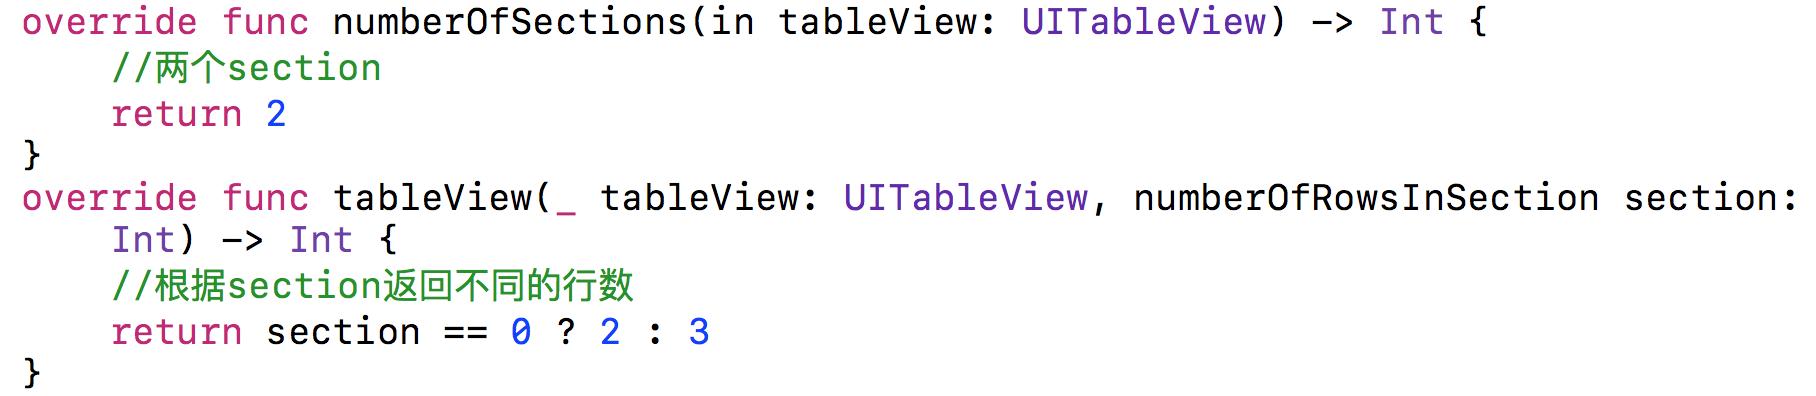 override func numberOfSections(in tableView: UITableView) -> Int {
    //两个section
    return 2
}
override func tableView(_ tableView: UITableView, numberOfRowsInSection section:
    Int) -> Int {
    //根据section返回不同的行数
    return section == 0 ? 2 : 3
}